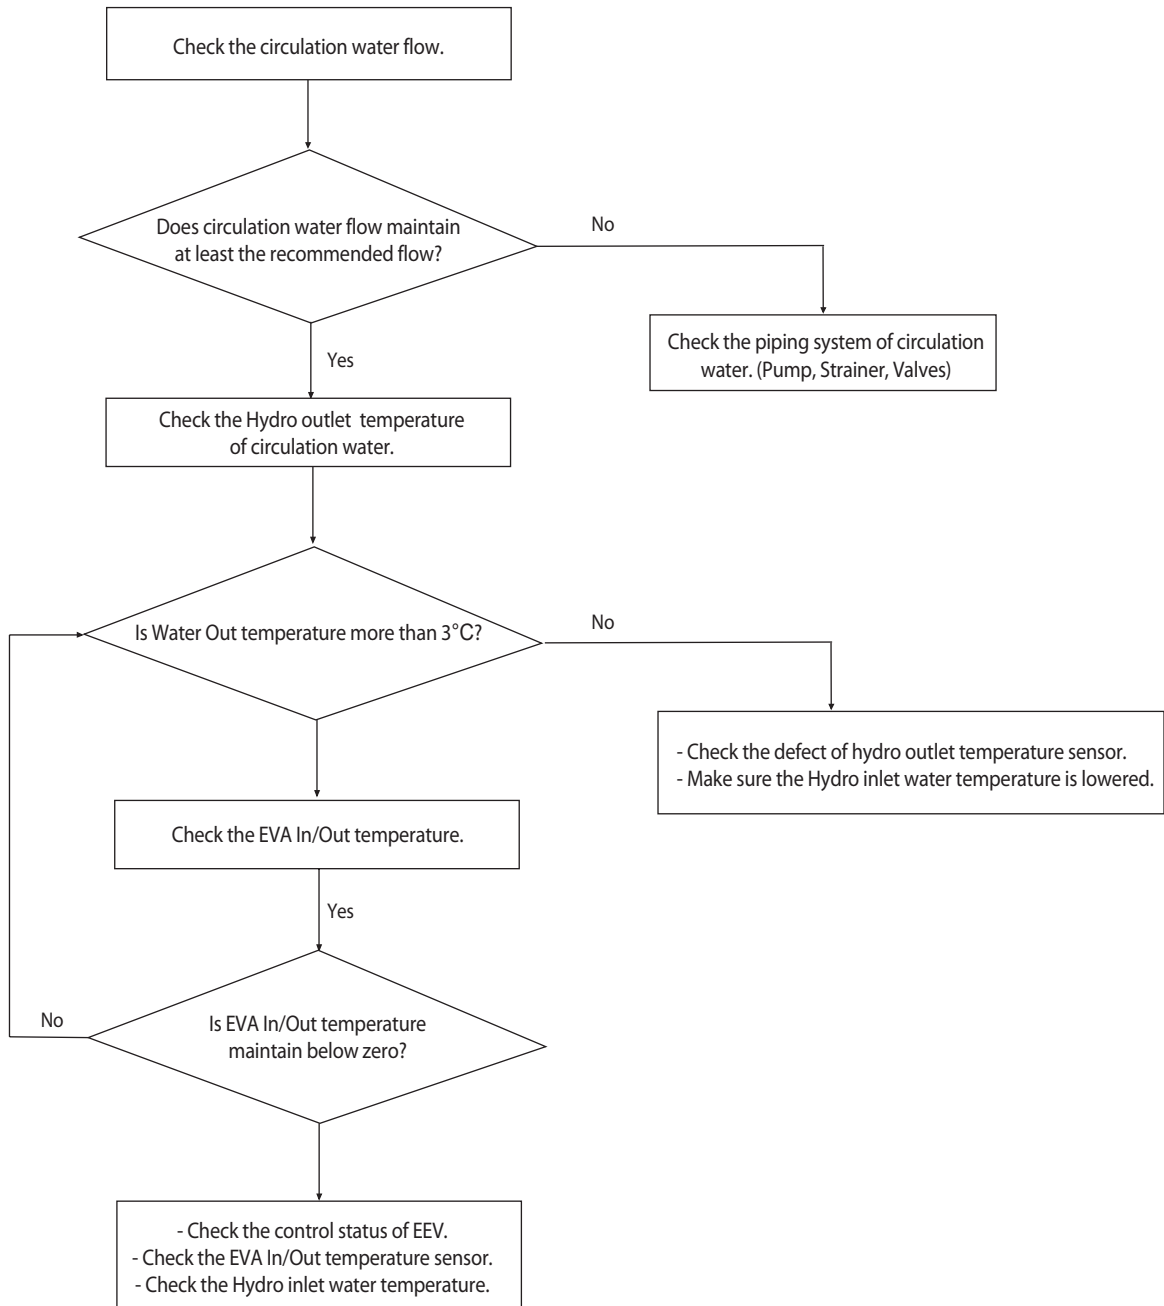 Check the circulation water flow.
Does circulation water flow maintain
at least the recommended flow?
No
Check the piping system of circulation
water. (Pump, Strainer, Valves)
Yes
Check the Hydro outlet temperature
of circulation water.
Is Water Out temperature more than 3°C?
No
- Check the defect of hydro outlet temperature sensor.
- Make sure the Hydro inlet water temperature is lowered.
Check the EVA In/Out temperature.
Yes
Is EVA In/Out temperature
maintain below zero?
No
- Check the control status of EEV.
- Check the EVA In/Out temperature sensor.
- Check the Hydro inlet water temperature.